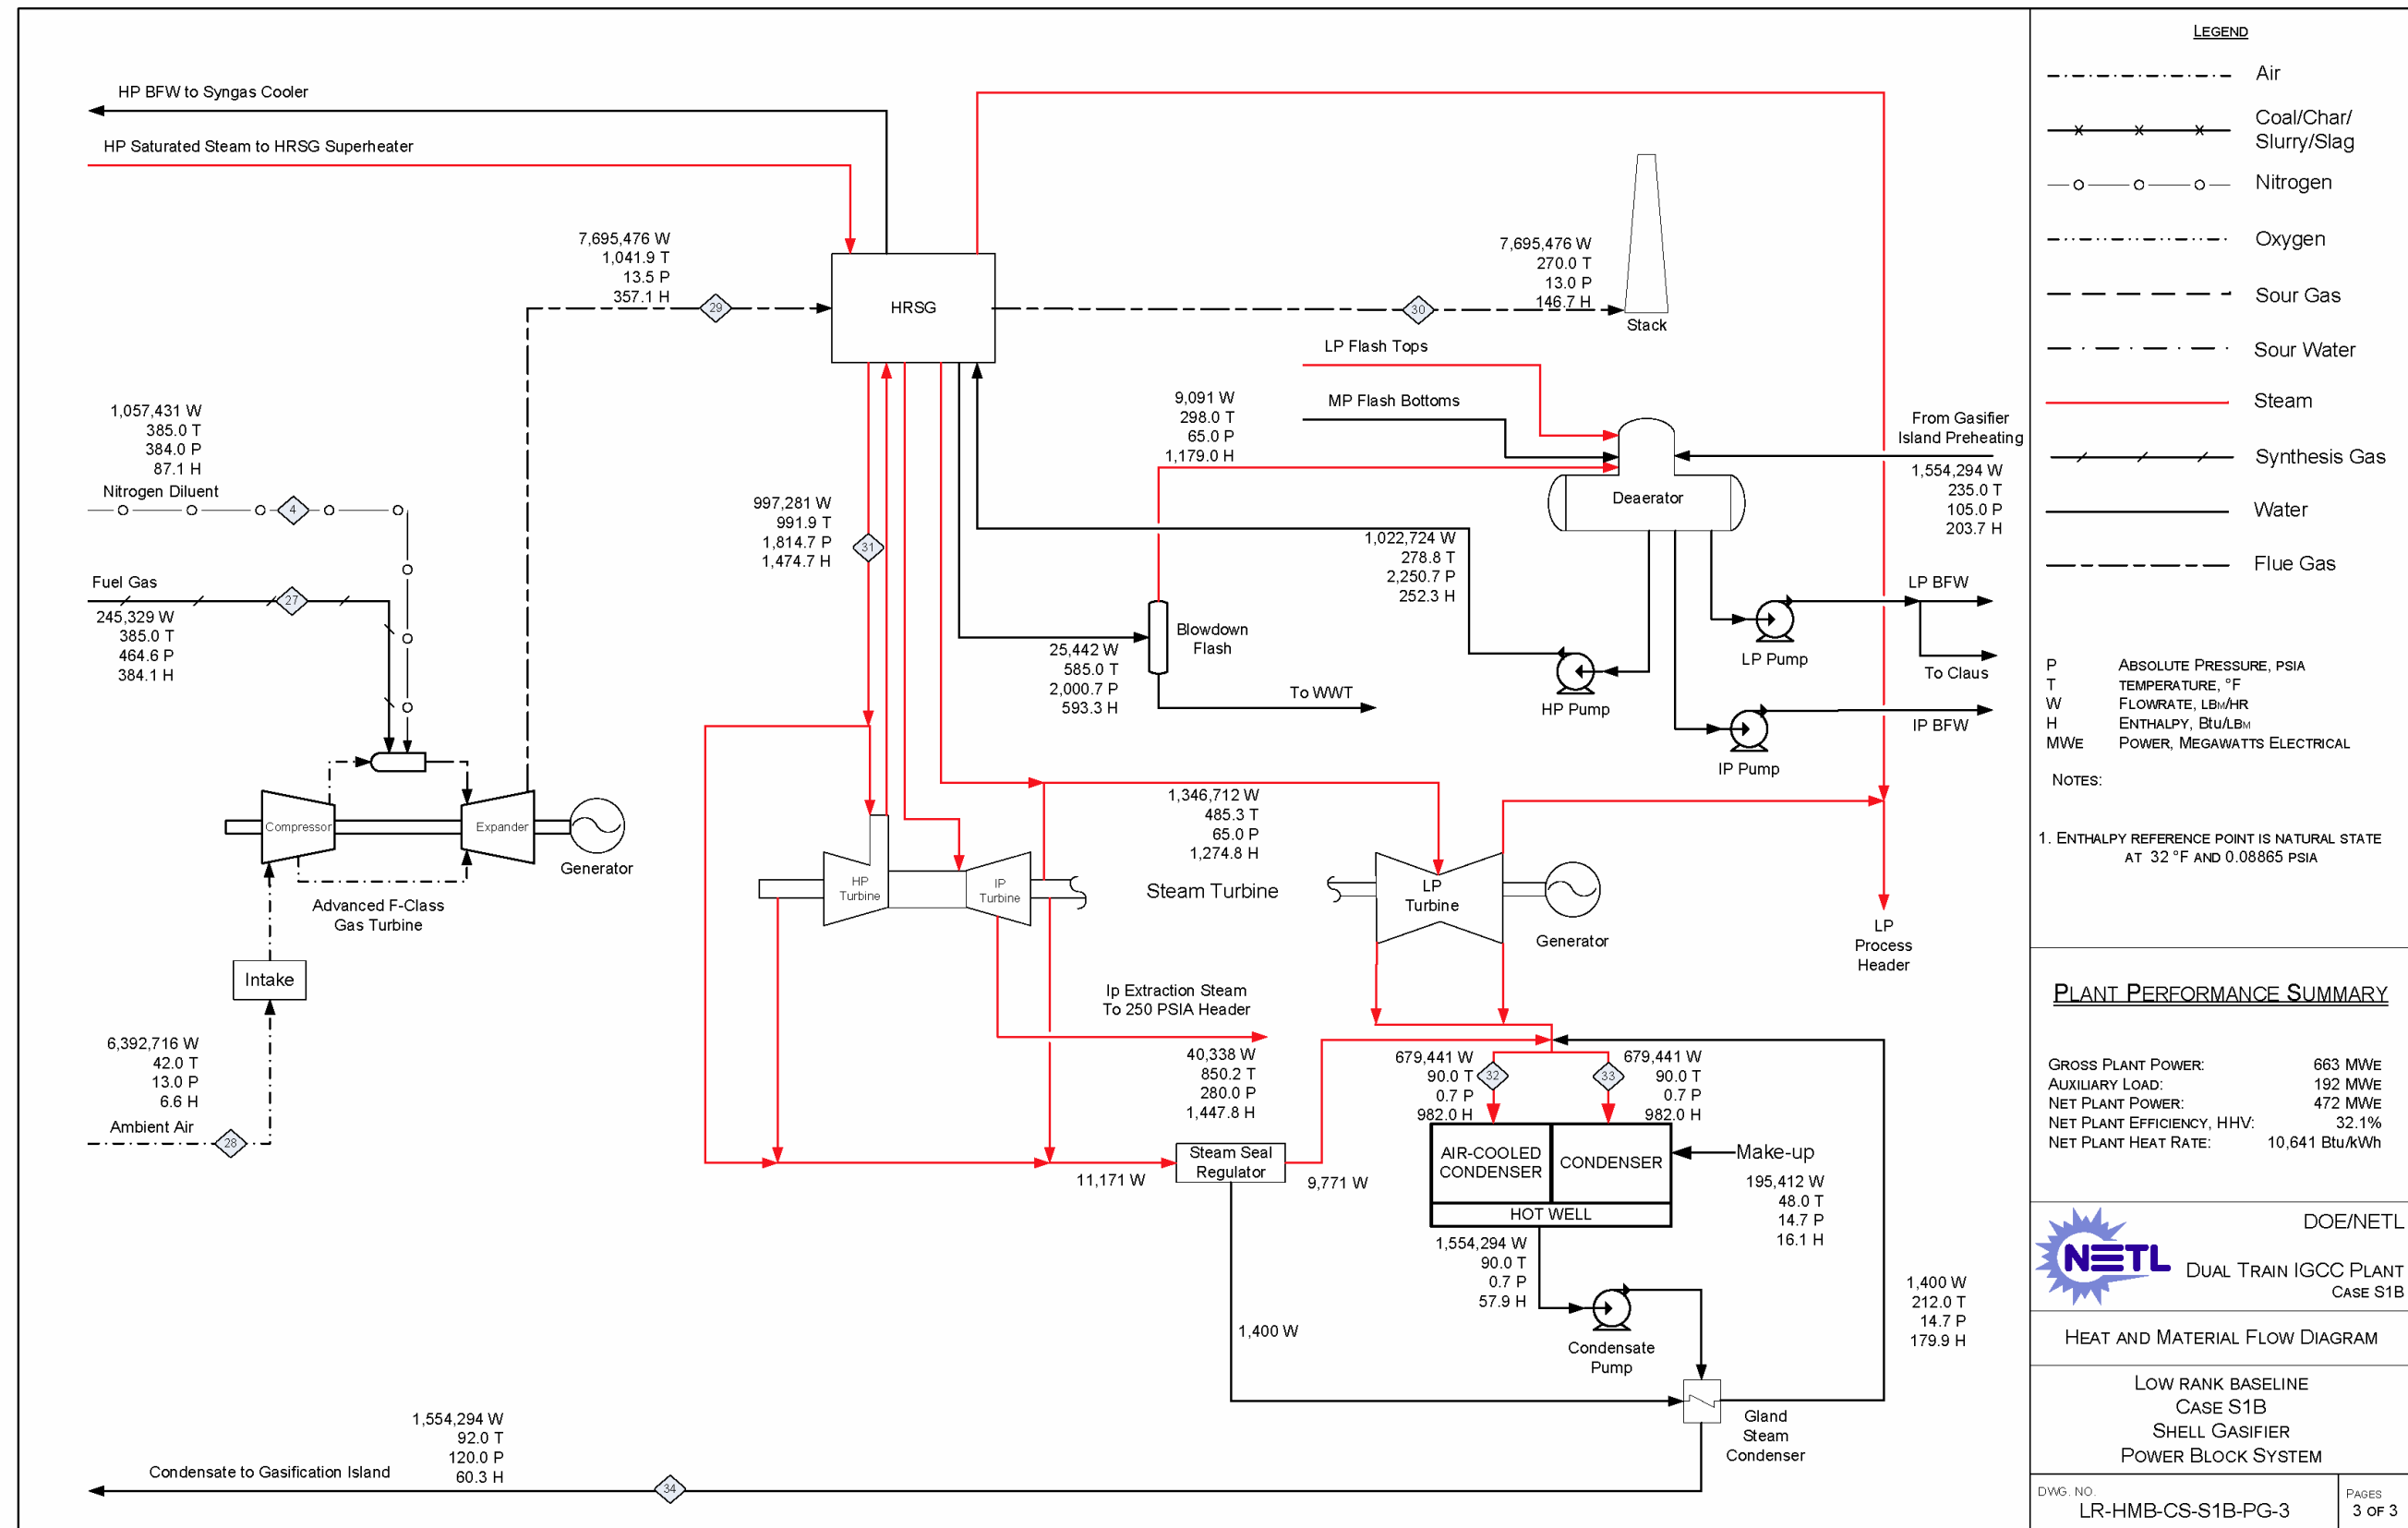 HP BFW to Syngas Cooler
HP Saturated Steam to HRSG Superheater
7,695,476 W
1,041.9 T
13.5 P
357.1 H
29
HRSG
7,695,476 W
270.0 T
13.0 P
146.7 H
30
Stack
LP Flash Tops
MP Flash Bottoms
9,091 W
298.0 T
65.0 P
1,179.0 H
From Gasifier
Island Preheating
1,554,294 W
235.0 T
105.0 P
203.7 H
Deaerator
1,057,431 W
385.0 T
384.0 P
87.1 H
Nitrogen Diluent
4
Fuel Gas
27
245,329 W
385.0 T
464.6 P
384.1 H
997,281 W
991.9 T
1,814.7 P
1,474.7 H
31
1,022,724 W
278.8 T
2,250.7 P
252.3 H
Blowdown
Flash
25,442 W
585.0 T
2,000.7 P
593.3 H
To WWT
HP Pump
LP Pump
LP BFW
To Claus
IP Pump
IP BFW
Compressor
Expander
Generator
Advanced F-Class
Gas Turbine
Intake
6,392,716 W
42.0 T
13.0 P
6.6 H
Ambient Air
28
HP
Turbine
IP
Turbine
1,346,712 W
485.3 T
65.0 P
1,274.8 H
Steam Turbine
LP
Turbine
Generator
LP
Process
Header
Ip Extraction Steam
To 250 PSIA Header
40,338 W
850.2 T
280.0 P
1,447.8 H
679,441 W
90.0 T
0.7 P
982.0 H
32
33
679,441 W
90.0 T
0.7 P
982.0 H
11,171 W
Steam Seal
Regulator
9,771 W
AIR-COOLED
CONDENSER
CONDENSER
HOT WELL
Make-up
195,412 W
48.0 T
14.7 P
16.1 H
1,554,294 W
90.0 T
0.7 P
57.9 H
Condensate
Pump
1,400 W
1,400 W
212.0 T
14.7 P
179.9 H
Gland
Steam
Condenser
1,554,294 W
92.0 T
120.0 P
60.3 H
Condensate to Gasification Island
34
LEGEND
Air
Coal/Char/
Slurry/Slag
Nitrogen
Oxygen
Sour Gas
Sour Water
Steam
Synthesis Gas
Water
Flue Gas
P ABSOLUTE PRESSURE, PSIA
T TEMPERATURE, °F
W FLOWRATE, LBM/HR
H ENTHALPY, Btu/LBM
MWE POWER, MEGAWATTS ELECTRICAL
NOTES:
1. ENTHALPY REFERENCE POINT IS NATURAL STATE
AT 32 °F AND 0.08865 PSIA
PLANT PERFORMANCE SUMMARY
GROSS PLANT POWER: 663 MWE
AUXILIARY LOAD: 192 MWE
NET PLANT POWER: 472 MWE
NET PLANT EFFICIENCY, HHV: 32.1%
NET PLANT HEAT RATE: 10,641 Btu/kWh
NETL
DOE/NETL
DUAL TRAIN IGCC PLANT
CASE S1B
HEAT AND MATERIAL FLOW DIAGRAM
LOW RANK BASELINE
CASE S1B
SHELL GASIFIER
POWER BLOCK SYSTEM
DWG. NO.
LR-HMB-CS-S1B-PG-3
PAGES
3 OF 3